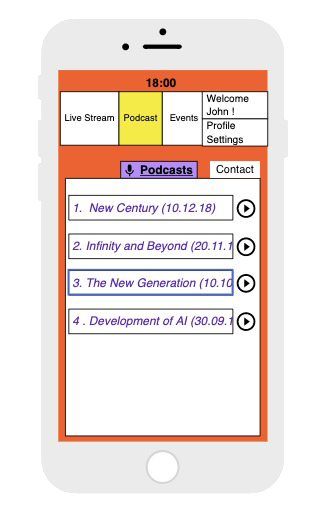 18:00
Live Stream
Podcast
Events
Welcome
John !
Profile
Settings
Podcasts
Contact
1.  New Century (10.12.18)
2. Infinity and Beyond (20.11.1
3. The New Generation (10.10
4 . Development of AI (30.09.1